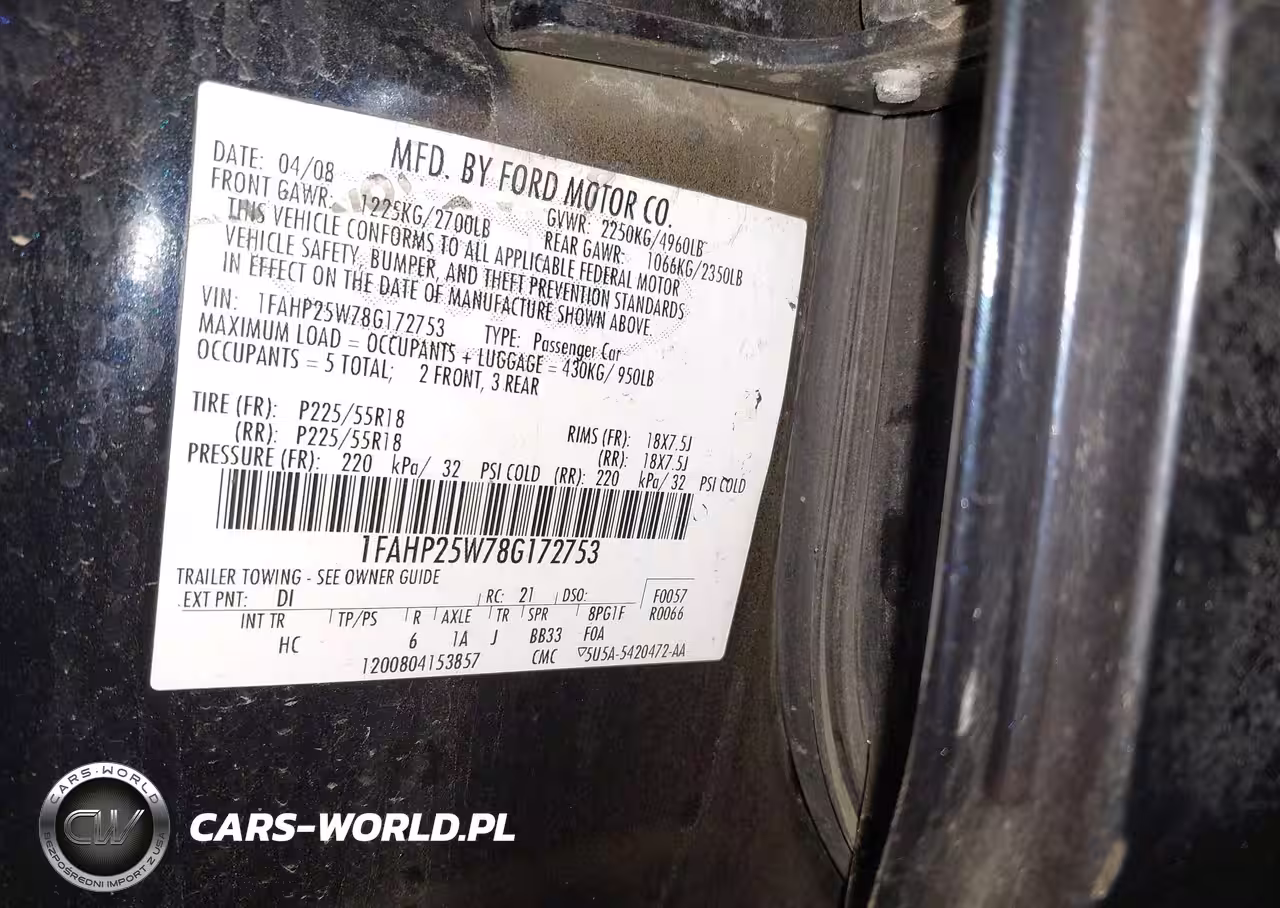 MFD. BY FORD MOTOR CO.
DATE: 04/08
FRONT GAWR: 1225KG/2700LB
GVWR: 2250KG/4960LB
REAR GAWR: 1066KG/2350LB
THIS VEHICLE CONFORMS TO ALL APPLICABLE FEDERAL MOTOR
VEHICLE SAFETY, BUMPER, AND THEFT PREVENTION STANDARDS
IN EFFECT ON THE DATE OF MANUFACTURE SHOWN ABOVE.
VIN: 1FAHP25W78G172753 TYPE: Passenger Car
MAXIMUM LOAD = OCCUPANTS + LUGGAGE = 430KG/ 950LB
OCCUPANTS = 5 TOTAL; 2 FRONT, 3 REAR
TIRE (FR): P225/55R18 RIMS (FR): 18X7.5J
(RR): P225/55R18 (RR): 18X7.5J
PRESSURE (FR): 220 kPa/ 32 PSI COLD (RR): 220 kPa/ 32 PSI COLD
1FAHP25W78G172753
TRAILER TOWING - SEE OWNER GUIDE
EXT PNT: DI RC: 21 DSO: F0057
INT TR TP/PS R AXLE TR SPR 8PG1F R0066
HC 6 1A J BB33 FOA
1200804153857 CMC ▽5U5A-5420472-AA
CARS-WORLD
CW
BEZPOŚREDNI IMPORT Z USA
CARS-WORLD.PL